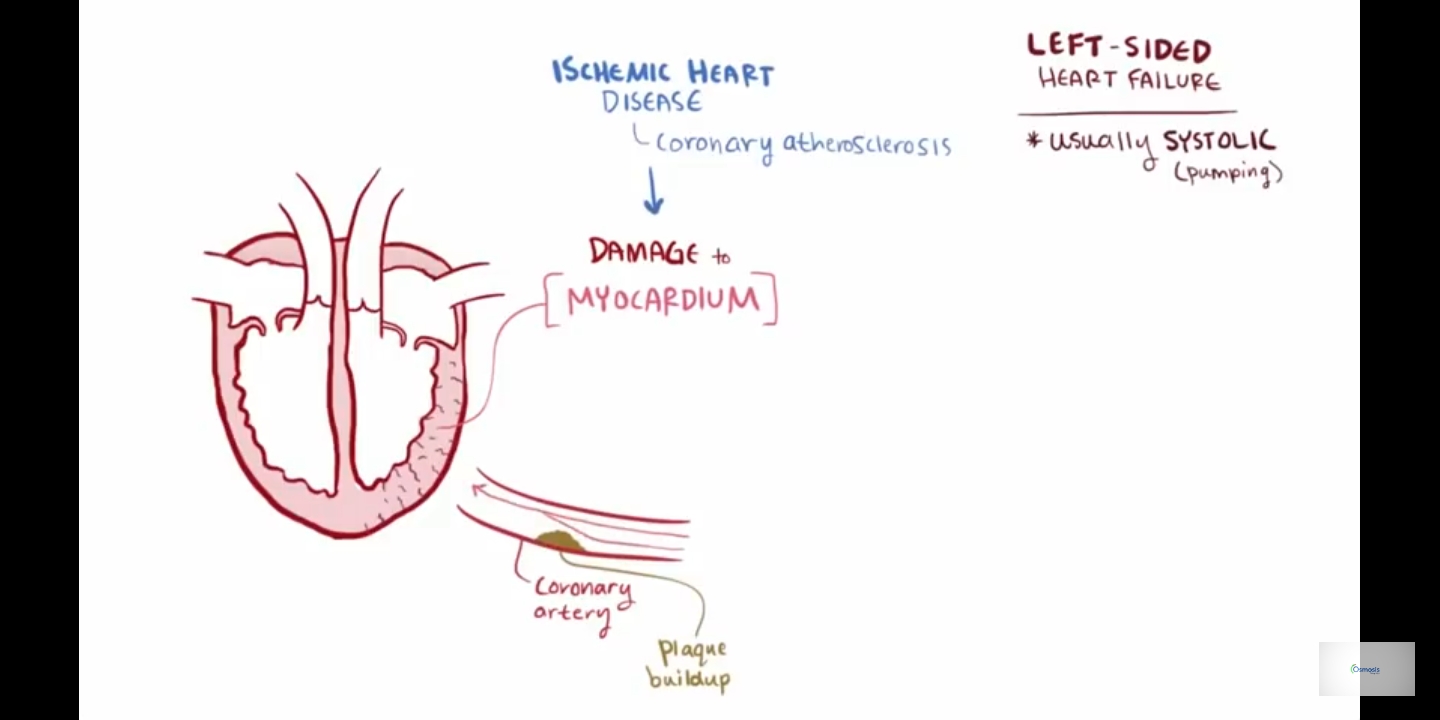 LEFT-SIDED
HEART FAILURE
* usually SYSTOLIC
(pumping)
ISCHEMIC HEART
DISEASE
coronary atherosclerosis
DAMAGE to
[MYOCARDIUM]
Coronary
artery
Plaque
buildup
Osmosis